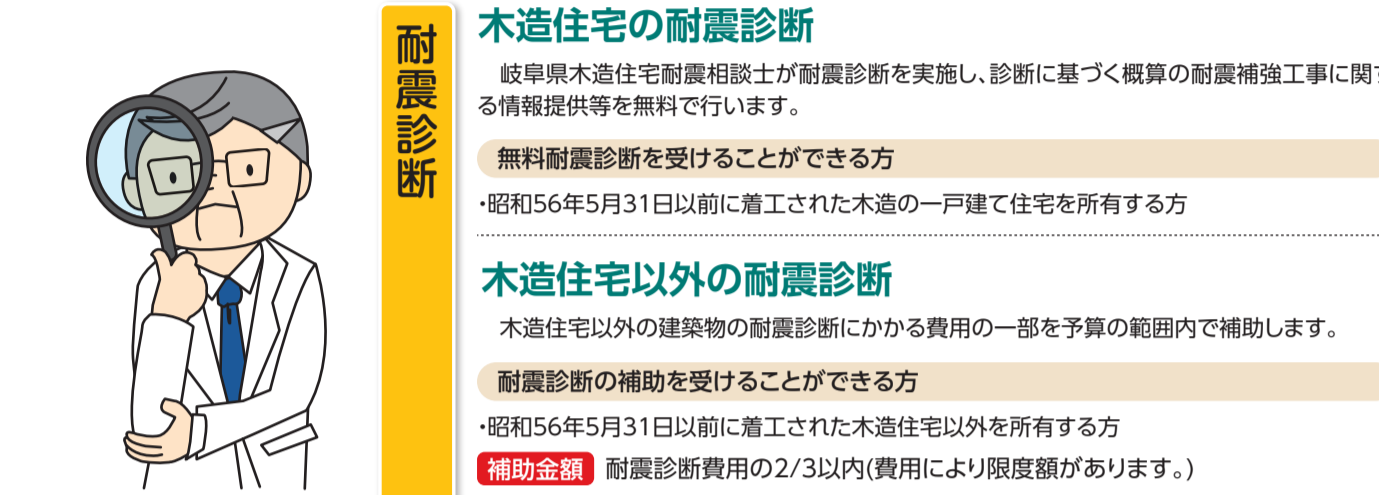 耐震診断
木造住宅の耐震診断
岐阜県木造住宅耐震相談士が耐震診断を実施し、診断に基づく概算の耐震補強工事に関す
る情報提供等を無料で行います。
無料耐震診断を受けることができる方
・昭和56年5月31日以前に着工された木造の一戸建て住宅を所有する方
木造住宅以外の耐震診断
木造住宅以外の建築物の耐震診断にかかる費用の一部を予算の範囲内で補助します。
耐震診断の補助を受けることができる方
・昭和56年5月31日以前に着工された木造住宅以外を所有する方
補助金額 耐震診断費用の2/3以内(費用により限度額があります。)